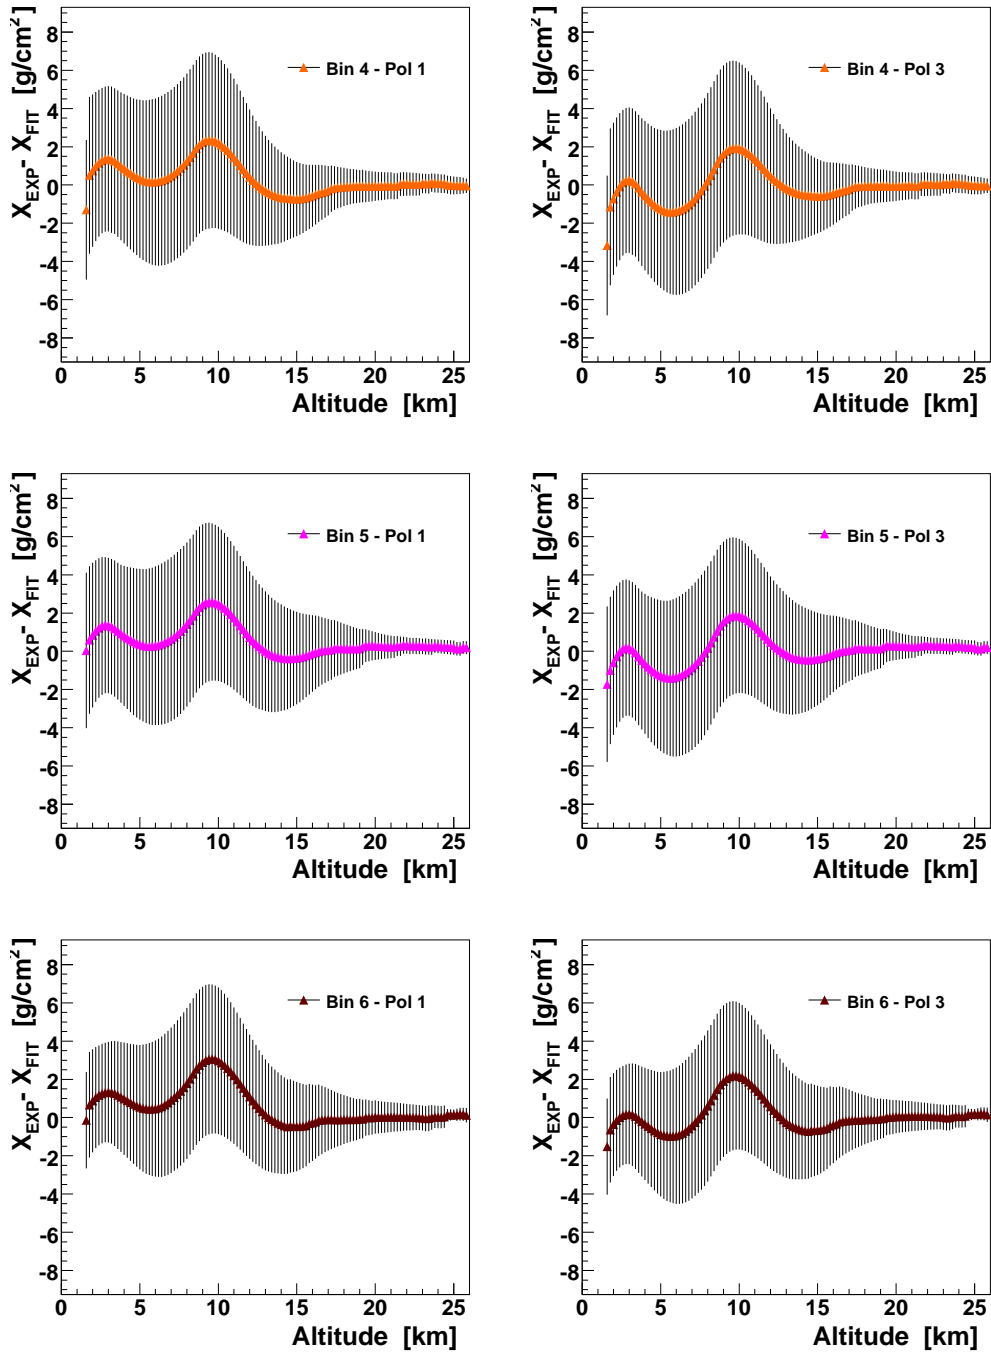 X_EXP - X_FIT [g/cm²]
8
6
4
2
0
-2
-4
-6
-8
Bin 4 - Pol 1
0 5 10 15 20 25
Altitude [km]
X_EXP - X_FIT [g/cm²]
8
6
4
2
0
-2
-4
-6
-8
Bin 4 - Pol 3
0 5 10 15 20 25
Altitude [km]
X_EXP - X_FIT [g/cm²]
8
6
4
2
0
-2
-4
-6
-8
Bin 5 - Pol 1
0 5 10 15 20 25
Altitude [km]
X_EXP - X_FIT [g/cm²]
8
6
4
2
0
-2
-4
-6
-8
Bin 5 - Pol 3
0 5 10 15 20 25
Altitude [km]
X_EXP - X_FIT [g/cm²]
8
6
4
2
0
-2
-4
-6
-8
Bin 6 - Pol 1
0 5 10 15 20 25
Altitude [km]
X_EXP - X_FIT [g/cm²]
8
6
4
2
0
-2
-4
-6
-8
Bin 6 - Pol 3
0 5 10 15 20 25
Altitude [km]